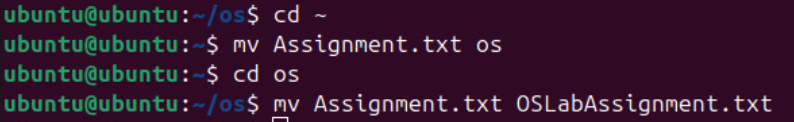 ubuntu@ubuntu:~/os$ cd ~
ubuntu@ubuntu:~$ mv Assignment.txt os
ubuntu@ubuntu:~$ cd os
ubuntu@ubuntu:~/os$ mv Assignment.txt OSLabAssignment.txt